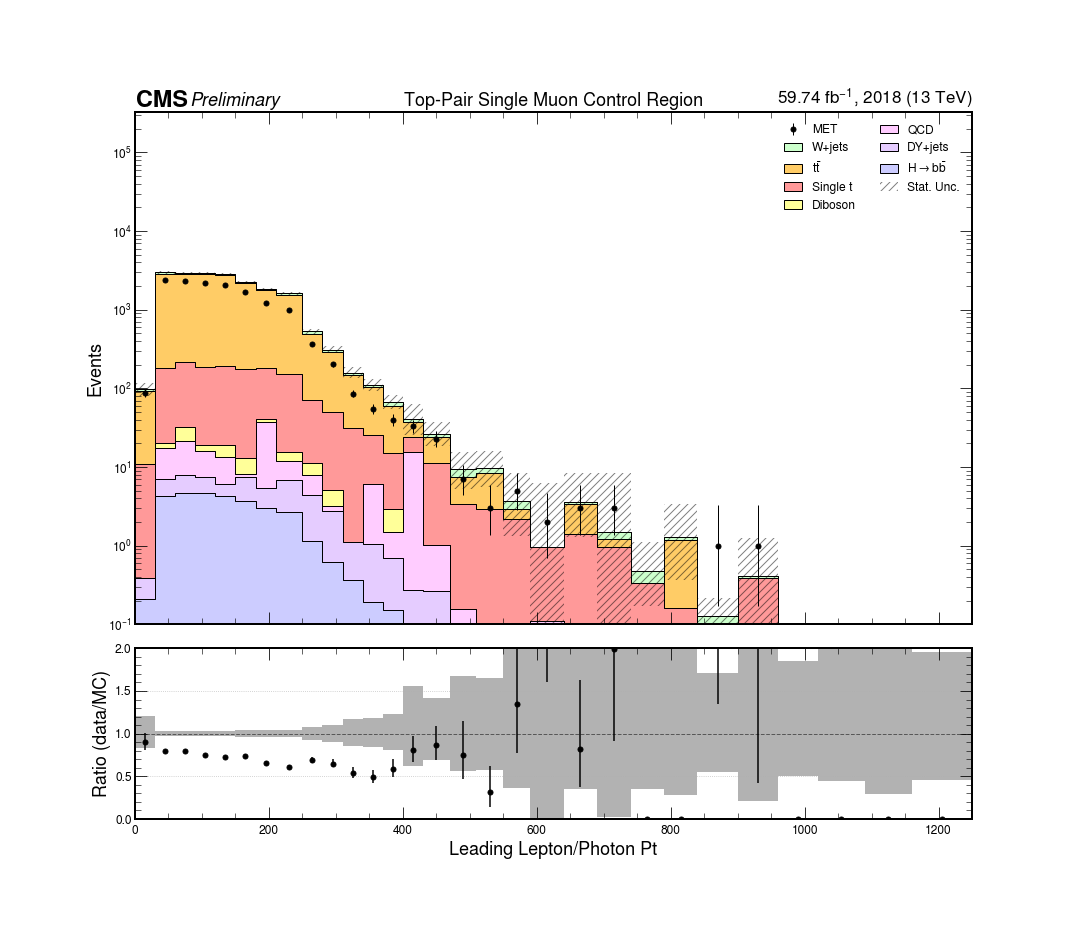 CMS Preliminary Top-Pair Single Muon Control Region 59.74 fb⁻¹, 2018 (13 TeV)
MET
W+jets
tt̄
Single t
Diboson
QCD
DY+jets
H→bb̄
Stat. Unc.
Events
10⁵
10⁴
10³
10²
10¹
10⁰
10⁻¹
Ratio (data/MC)
2.0
1.5
1.0
0.5
0.0
0 200 400 600 800 1000 1200
Leading Lepton/Photon Pt